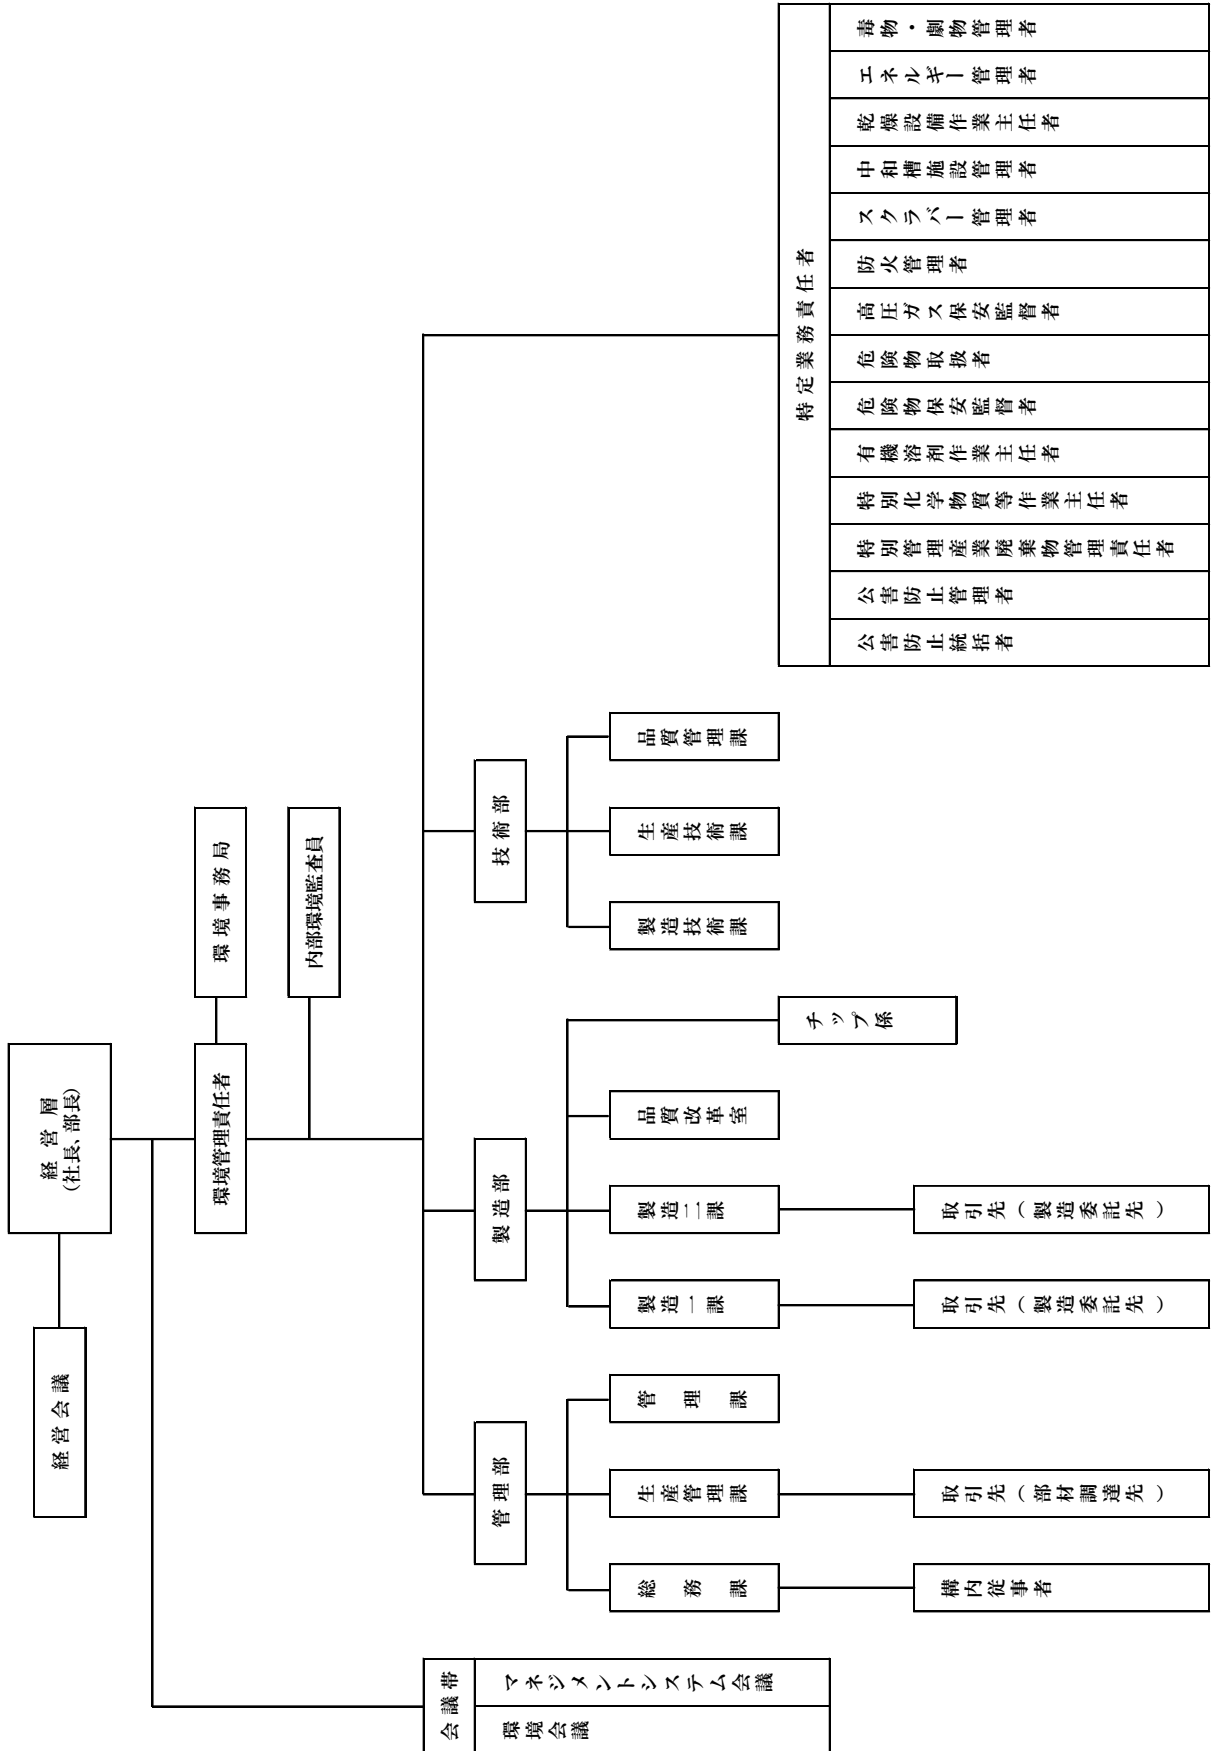 経営層
(社長、部長)
経営会議
環境管理責任者
環境事務局
内部環境監査員
会議帯
環境会議
マネジメントシステム会議
管理部
総務課
構内従事者
生産管理課
取引先(部材調達先)
管理課
製造部
製造一課
取引先(製造委託先)
製造二課
取引先(製造委託先)
品質改革室
チップ係
技術部
製造技術課
生産技術課
品質管理課
特定業務責任者
公害防止統括者
公害防止管理者
特別管理産業廃棄物管理責任者
特別化学物質等作業主任者
有機溶剤作業主任者
危険物保安監督者
危険物取扱者
高圧ガス保安監督者
防火管理者
スクラバー管理者
中和槽施設管理者
乾燥設備作業主任者
エネルギー管理者
毒物・劇物管理者